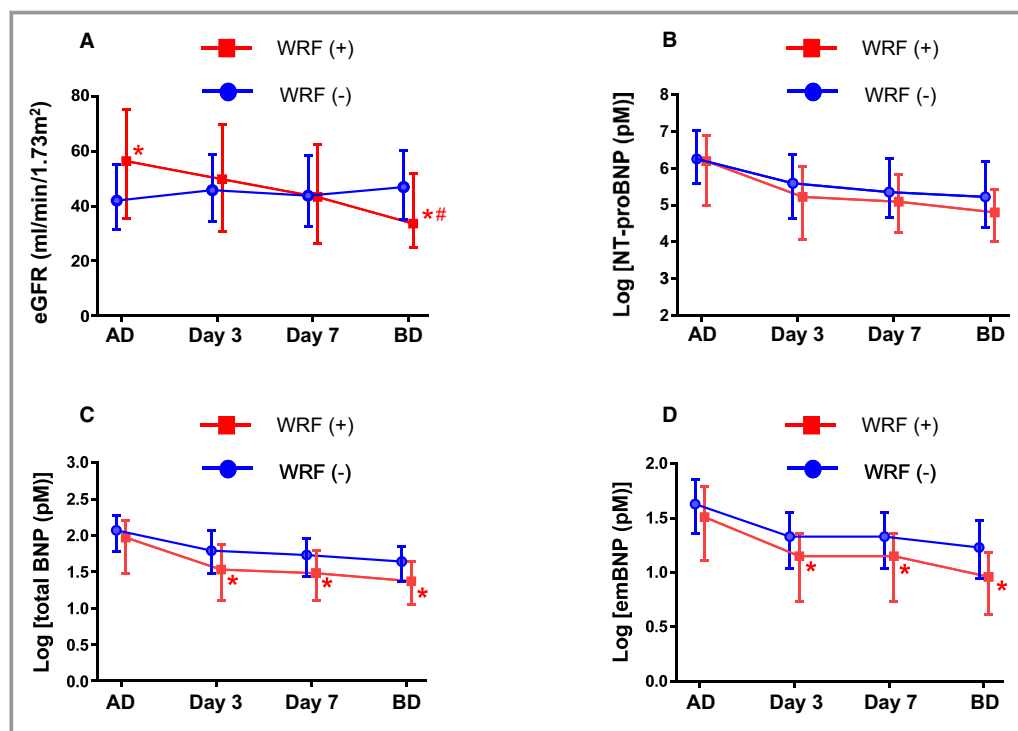 A
WRF (+)
WRF (-)
eGFR (ml/min/1.73m²)
80
60
40
20
0
*
*#
AD Day 3 Day 7 BD
B
WRF (+)
WRF (-)
Log [NT-proBNP (pM)]
8
7
6
5
4
3
2
AD Day 3 Day 7 BD
C
WRF (+)
WRF (-)
Log [total BNP (pM)]
3.0
2.5
2.0
1.5
1.0
0.5
0.0
*
*
*
AD Day 3 Day 7 BD
D
WRF (+)
WRF (-)
Log [emBNP (pM)]
2.0
1.5
1.0
0.5
0.0
*
*
*
AD Day 3 Day 7 BD